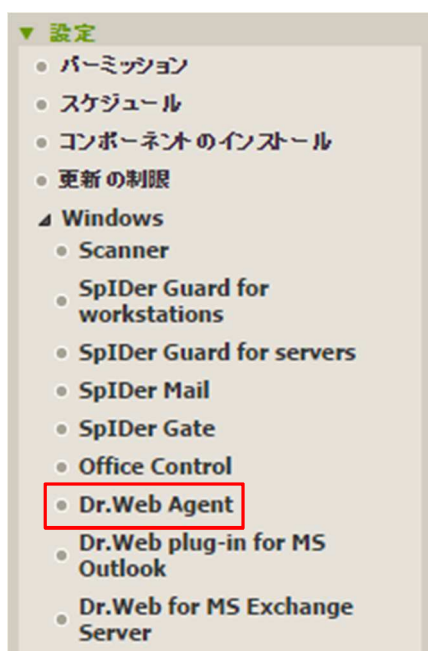 設定
パーミッション
スケジュール
コンポーネントのインストール
更新の制限
Windows
Scanner
SpIDer Guard for
workstations
SpIDer Guard for servers
SpIDer Mail
SpIDer Gate
Office Control
Dr.Web Agent
Dr.Web plug-in for MS
Outlook
Dr.Web for MS Exchange
Server